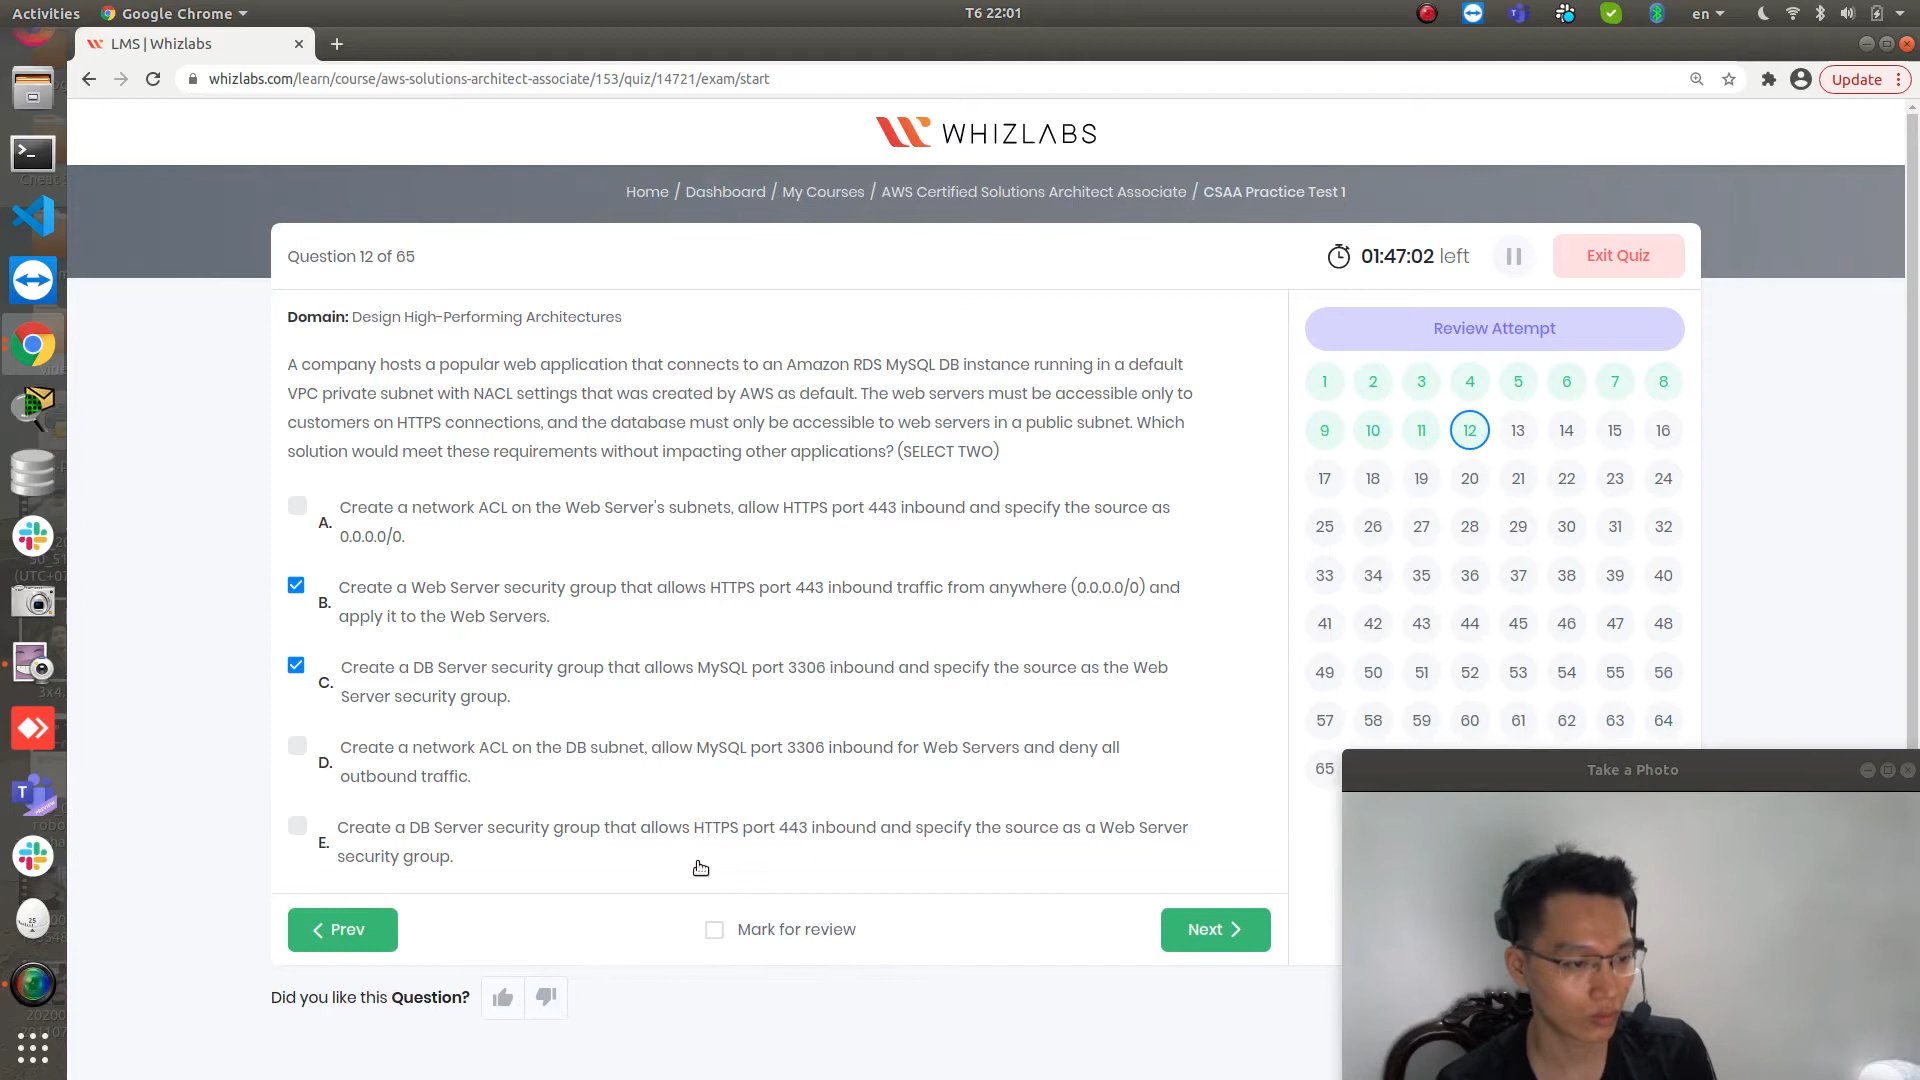 Activities
Google Chrome
T6 22:01
en
LMS | Whizlabs
whizlabs.com/learn/course/aws-solutions-architect-associate/153/quiz/14721/exam/start
Update
WHIZLABS
Home / Dashboard / My Courses / AWS Certified Solutions Architect Associate / CSAA Practice Test 1
Question 12 of 65
01:47:02 left
Exit Quiz
Domain: Design High-Performing Architectures
A company hosts a popular web application that connects to an Amazon RDS MySQL DB instance running in a default
VPC private subnet with NACL settings that was created by AWS as default. The web servers must be accessible only to
customers on HTTPS connections, and the database must only be accessible to web servers in a public subnet. Which
solution would meet these requirements without impacting other applications? (SELECT TWO)
A. Create a network ACL on the Web Server's subnets, allow HTTPS port 443 inbound and specify the source as
0.0.0.0/0.
B. Create a Web Server security group that allows HTTPS port 443 inbound traffic from anywhere (0.0.0.0/0) and
apply it to the Web Servers.
C. Create a DB Server security group that allows MySQL port 3306 inbound and specify the source as the Web
Server security group.
D. Create a network ACL on the DB subnet, allow MySQL port 3306 inbound for Web Servers and deny all
outbound traffic.
E. Create a DB Server security group that allows HTTPS port 443 inbound and specify the source as a Web Server
security group.
Prev
Mark for review
Next
Did you like this Question?
Review Attempt
1 2 3 4 5 6 7 8
9 10 11 12 13 14 15 16
17 18 19 20 21 22 23 24
25 26 27 28 29 30 31 32
33 34 35 36 37 38 39 40
41 42 43 44 45 46 47 48
49 50 51 52 53 54 55 56
57 58 59 60 61 62 63 64
65
Take a Photo